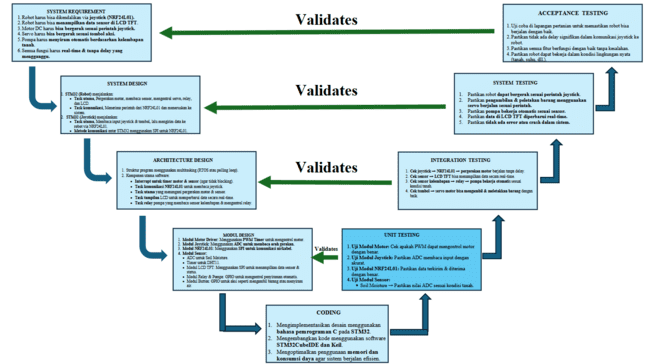 SYSTEM REQUIREMENT
1. Robot harus bisa dikendalikan via joystick (NRF24L01).
2. Robot harus bisa menampilkan data sensor di LCD TFT.
3. Motor DC harus bisa bergerak sesuai perintah joystick.
4. Servo harus bisa bergerak sesuai tombol aksi.
5. Pompa harus menyiram otomatis berdasarkan kelembapan
tanah.
6. Semua fungsi harus real-time & tanpa delay yang
mengganggu.
Validates
ACCEPTANCE TESTING
1. Uji coba di lapangan pertanian untuk memastikan robot bisa
berjalan dengan baik.
2. Pastikan tidak ada delay signifikan dalam komunikasi joystick ke
robot.
3. Pastikan semua fitur berfungsi dengan baik tanpa kesalahan.
4. Pastikan robot dapat bekerja dalam kondisi lingkungan nyata
(tanah, suhu, dll.).
SYSTEM DESIGN
1. STM32 (Robot) menjalankan:
Task utama: Pergerakan motor, membaca sensor, mengontrol servo, relay,
dan LCD.
Task komunikasi: Menerima perintah dari NRF24L01 dan meneruskan ke
sistem.
2. STM32 (Joystick) menjalankan:
Task utama: Membaca input joystick & tombol, lalu mengirim data ke
robot via NRF24L01.
Metode komunikasi antar STM32 menggunakan SPI untuk NRF24L01.
Validates
SYSTEM TESTING
1. Pastikan robot dapat bergerak sesuai perintah joystick.
2. Pastikan pengambilan & peletakan barang menggunakan
servo berjalan sesuai perintah.
3. Pastikan pompa bekerja otomatis sesuai sensor.
4. Pastikan data di LCD TFT diperbarui real-time.
5. Pastikan tidak ada error atau crash dalam sistem.
ARCHITECTURE DESIGN
1. Struktur program menggunakan multitasking (RTOS atau polling loop).
2. Komponen utama software:
Interrupt untuk timer motor & sensor (agar tidak blocking).
Task komunikasi NRF24L01 untuk membaca joystick.
Task utama yang menangani pergerakan motor & sensor.
Task tampilan LCD untuk memperbarui data secara real-time.
Task relay pompa yang membaca sensor kelembapan & mengontrol relay.
Validates
INTEGRATION TESTING
1. Cek joystick → NRF24L01 → motor berjalan tanpa delay.
2. Cek sensor → LCD TFT bisa menampilkan data secara real-time.
3. Cek sensor kelembapan → relay → pompa bekerja otomatis sesuai
kondisi tanah.
4. Cek tombol → servo motor bisa mengambil & meletakkan barang dengan
baik.
MODUL DESIGN
1. Modul Motor Driver: Menggunakan PWM Timer untuk mengontrol motor.
2. Modul Joystick: Menggunakan ADC untuk membaca arah gerakan.
3. Modul NRF24L01: Menggunakan SPI untuk komunikasi nirkabel.
4. Modul Sensor:
ADC untuk Soil Moisture.
Timer untuk DHT11.
Modul LCD TFT: Menggunakan SPI untuk menampilkan data sensor &
status.
Modul Relay & Pompa: GPIO untuk mengontrol penyiraman otomatis.
Validates
UNIT TESTING
1. Uji Modul Motor: Cek apakah PWM dapat mengontrol motor
dengan benar.
2. Uji Modul Joystick: Pastikan ADC membaca input dengan
akurat.
3. Uji Modul NRF24L01: Pastikan data terkirim & diterima
dengan benar.
4. Uji Modul Sensor:
Soil Moisture → Pastikan nilai ADC sesuai kondisi tanah.
CODING
1. Mengimplementasikan desain menggunakan
bahasa pemrograman C pada STM32.
2. Mengembangkan kode menggunakan software
STM32CubeIDE dan Keil.
3. Mengoptimalkan penggunaan memori dan
konsumsi daya agar sistem berjalan efisien.